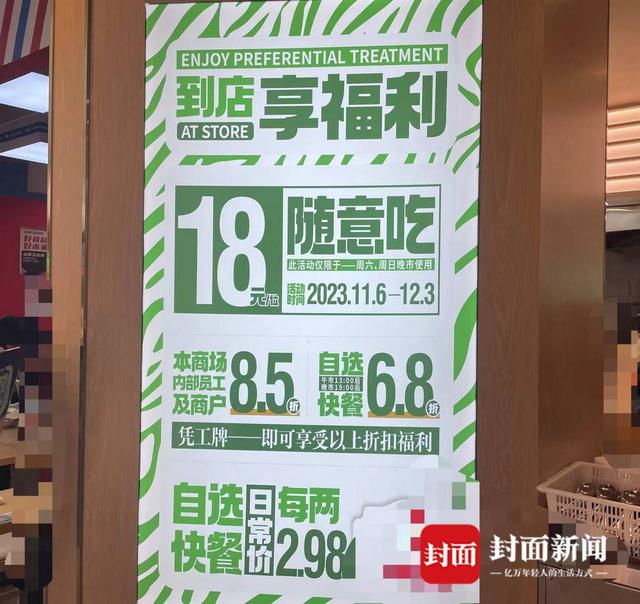 ENJOY PREFERENTIAL TREATMENT
到店
AT STORE
享福利
18元/位
随意吃
此活动仅限于——周六、周日晚市使用
活动时间 2023.11.6—12.3
本商场
内部员工
及商户
8.5折
自选
午市13:00后
晚市19:00后
快餐
6.8折
凭工牌——即可享受以上折扣福利
自选
快餐
日常价
每两
2.98
封面
封面新闻
亿万年轻人的生活方式